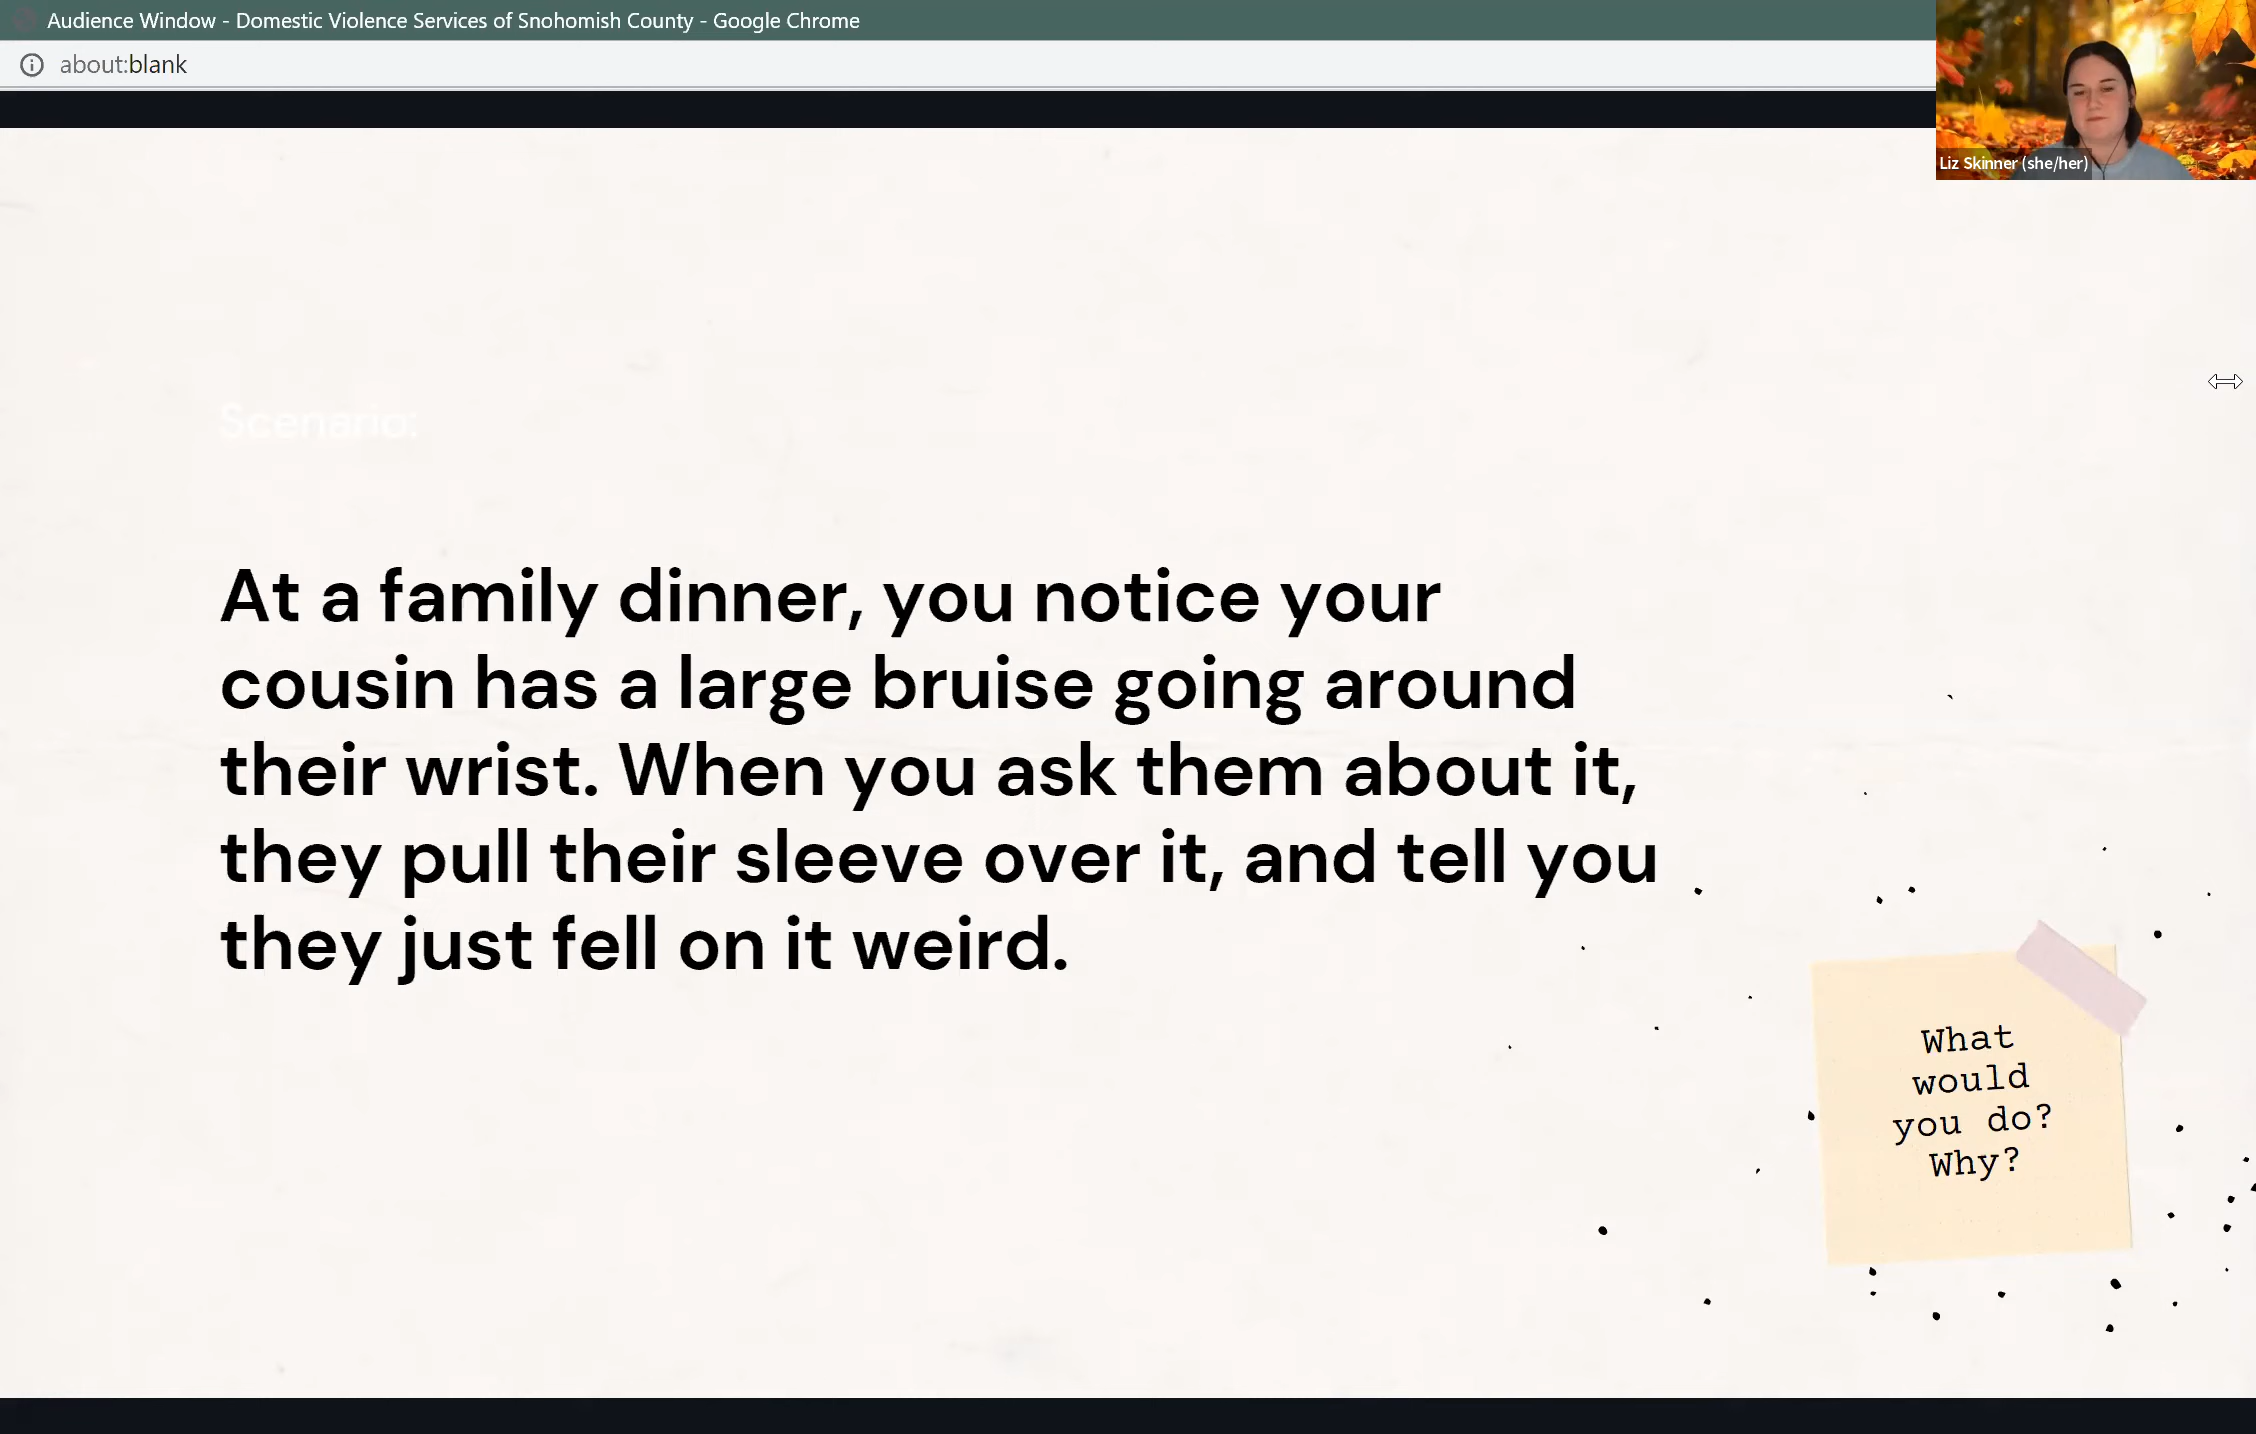 Audience Window - Domestic Violence Services of Snohomish County - Google Chrome
about:blank
Liz Skinner (she/her)
Scenario:
At a family dinner, you notice your
cousin has a large bruise going around
their wrist. When you ask them about it,
they pull their sleeve over it, and tell you
they just fell on it weird.
What
would
you do?
Why?